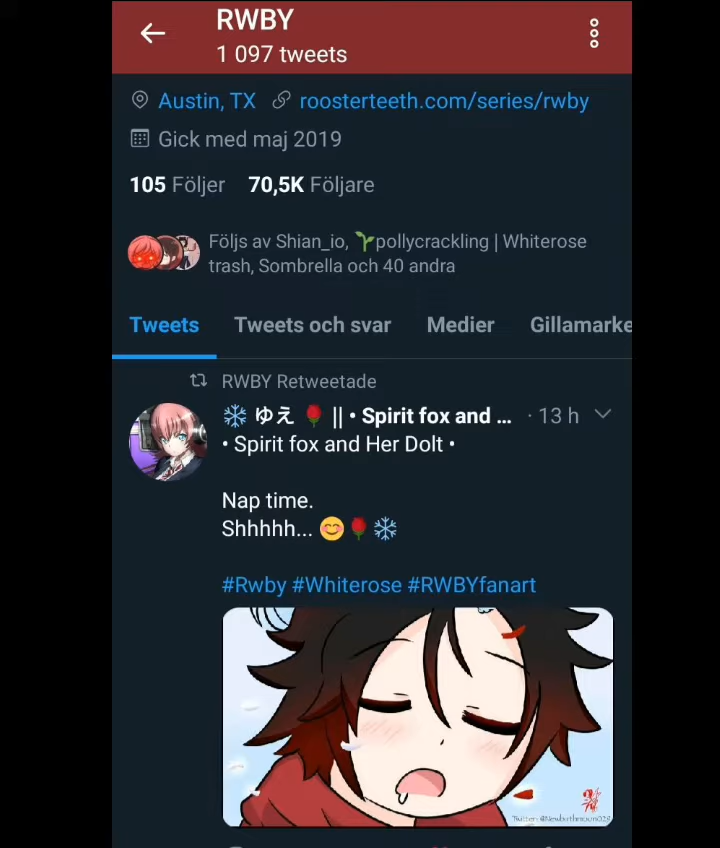 RWBY
1 097 tweets
Austin, TX roosterteeth.com/series/rwby
Gick med maj 2019
105 Följer 70,5K Följare
Följs av Shian_io, 🌱pollycrackling | Whiterose
trash, Sombrella och 40 andra
Tweets Tweets och svar Medier Gillamarke
RWBY Retweetade
❄️ ゆえ 🌹 || • Spirit fox and ... · 13 h
• Spirit fox and Her Dolt •
Nap time.
Shhhhh... 😊🌹❄️
#Rwby #Whiterose #RWBYfanart